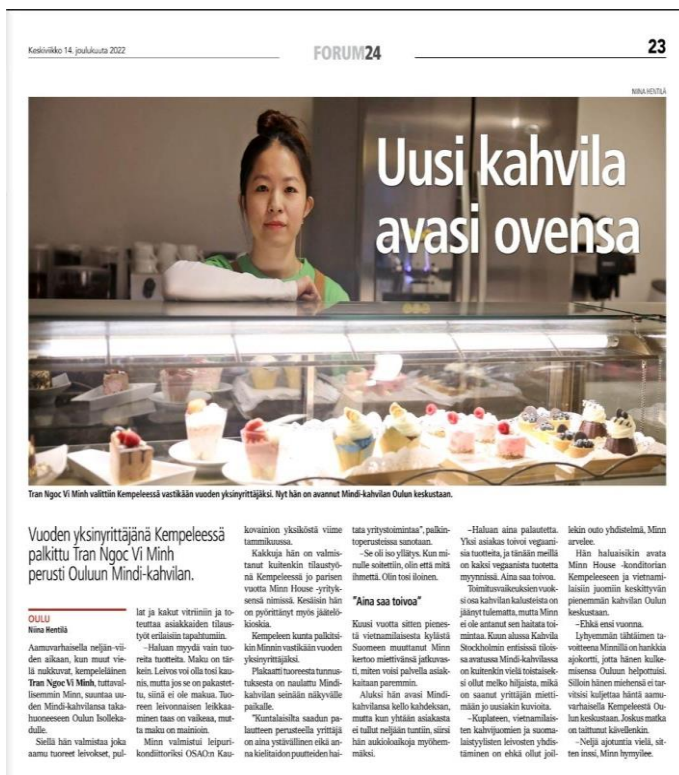 Keskiviikko 14. joulukuuta 2022
FORUM24
23
NIINA HENTILÄ
Uusi kahvila
avasi ovensa
Tran Ngoc Vi Minh valittiin Kempeleessä vastikään vuoden yksinyrittäjäksi. Nyt hän on avannut Mindi-kahvilan Oulun keskustaan.
Vuoden yksinyrittäjänä Kempeleessä
palkittu Tran Ngoc Vi Minh
perusti Ouluun Mindi-kahvilan.
OULU
Niina Hentilä
Aamuvarhaisella neljän-vii-
den aikaan, kun muut vie-
lä nukkuvat, kempeleläinen
Tran Ngoc Vi Minh, tuttaval-
lisemmin Minn, suuntaa uu-
den Mindi-kahvilansa taka-
huoneeseen Oulun Isolleka-
dulle.
Siellä hän valmistaa joka
aamu tuoreet leivokset, pul-
lat ja kakut vitriiniin ja to-
teuttaa asiakkaiden tilaus-
työt erilaisiin tapahtumiin.
–Haluan myydä vain tuo-
reita tuotteita. Maku on tär-
kein. Leivos voi olla tosi kau-
nis, mutta jos se on pakastet-
tu, siinä ei ole makua. Tuo-
reen leivonnaisen leikkaa-
minen taas on vaikeaa, mut-
ta maku on mainioin.
Minn valmistui leipuri-
kondiittoriksi OSAO:n Kau-
kovainion yksiköstä viime
tammikuussa.
Kakkuja hän on valmis-
tanut kuitenkin tilaustyö-
nä Kempeleessä jo parisen
vuotta Minn House -yrityk-
sensä nimissä. Kesäisin hän
on pyörittänyt myös jäätelö-
kioskia.
Kempeleen kunta palkitsi-
kin Minnin vastikään vuoden
yksinyrittäjäksi.
Plakaatti tuoreesta tunnus-
tuksesta on naulattu Mindi-
kahvilan seinään näkyvälle
paikalle.
"Kuntalaisilta saadun pa-
lautteen perusteella yrittäjä
on aina ystävällinen eikä an-
na kielitaidon puutteiden hai-
tata yritystoimintaa", palkin-
toperusteissa sanotaan.
–Se oli iso yllätys. Kun mi-
nulle soitettiin, olin että mitä
ihmettä. Olin tosi iloinen.
"Aina saa toivoa"
Kuusi vuotta sitten pienes-
tä vietnamilaisesta kylästä
Suomeen muuttanut Minn
kertoo miettivänsä jatkuvas-
ti, miten voisi palvella asiak-
kaitaan paremmin.
Aluksi hän avasi Mindi-
kahvilansa kello kahdeksan,
mutta kun yhtään asiakasta
ei tullut neljään tuntiin, siirsi
hän aukioloaikoja myöhem-
mäksi.
–Haluan aina palautetta.
Yksi asiakas toivoi vegaani-
sia tuotteita, ja tänään meillä
on kaksi vegaanista tuotetta
myynnissä. Aina saa toivoa.
Toimitusvaikeuksien vuok-
si osa kahvilan kalusteista on
jäänyt tulematta, mutta Minn
ei ole antanut sen haitata toi-
mintaa. Kuun alussa Kahvila
Stockholmin entisissä tilois-
sa avatussa Mindi-kahvilassa
on kuitenkin vielä toistaisek-
si ollut melko hiljaista, mikä
on saanut yrittäjän mietti-
mään jo uusiakin kuvioita.
–Kuplateen, vietnamilais-
ten kahvijuomien ja suoma-
laistyylisten leivosten yhdis-
täminen on ehkä ollut joil-
lekin outo yhdistelmä, Minn
arvelee.
Hän haluaisikin avata
Minn House -konditorian
Kempeleeseen ja vietnami-
laisiin juomiin keskittyvän
pienemmän kahvilan Oulun
keskustaan.
–Ehkä ensi vuonna.
Lyhyemmän tähtäimen ta-
voitteena Minnillä on hankkia
ajokortti, jotta hänen kulke-
misensa Ouluun helpottuisi.
Silloin hänen miehensä ei tar-
vitsisi kuljettaa häntä aamu-
varhaisella Kempeleestä Ou-
lun keskustaan. Joskus matka
on taittunut kävellenkin.
–Neljä ajotuntia vielä, sit-
ten inssi, Minn hymyilee.